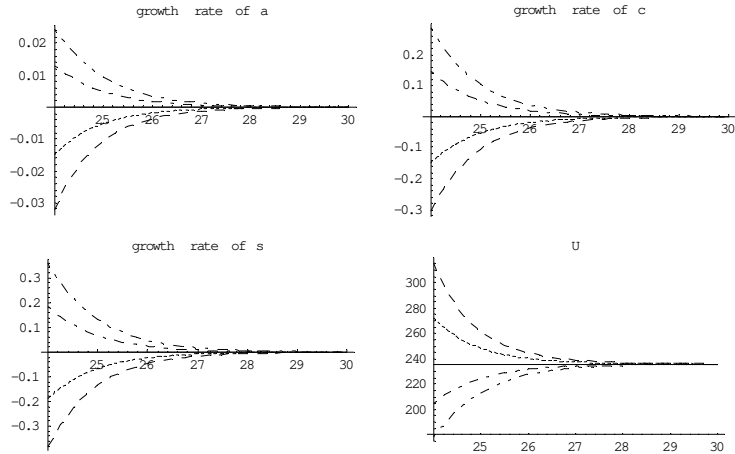 growth rate of a
0.02
0.01
-0.01
-0.02
-0.03
25 26 27 28 29 30
growth rate of c
0.2
0.1
-0.1
-0.2
-0.3
25 26 27 28 29 30
growth rate of s
0.3
0.2
0.1
-0.1
-0.2
-0.3
25 26 27 28 29 30
U
300
280
260
240
220
200
25 26 27 28 29 30